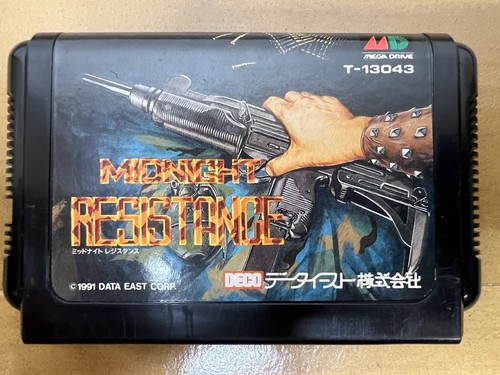 MD
MEGA DRIVE
T-13043
MIDNIGHT
RESISTANCE
ミッドナイト レジスタンス
©1991 DATA EAST CORP.
DECO データイースト株式会社